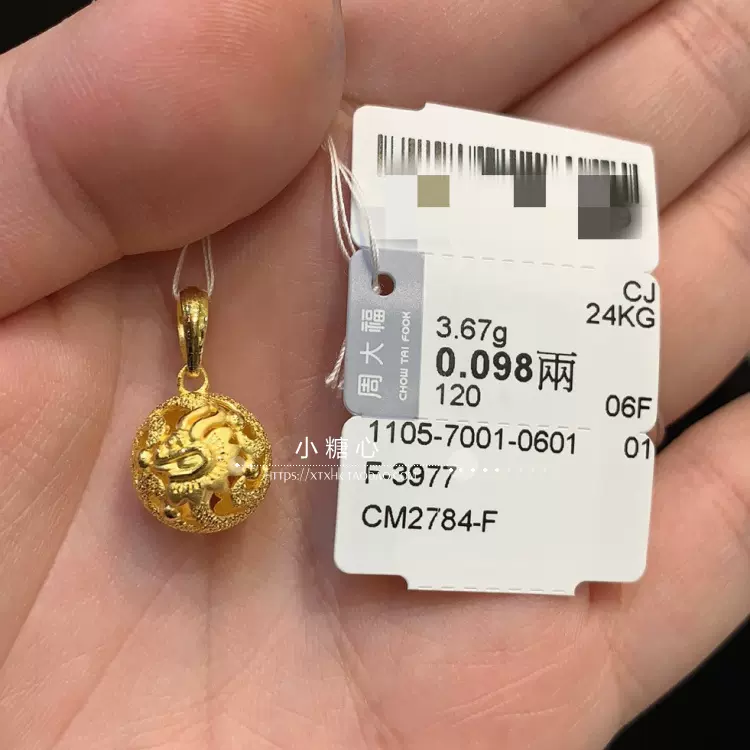 CJ
24KG
周大福
CHOW TAI FOOK
3.67g
0.098兩
120
06F
1105-7001-0601
01
小糖心
F-3977
CM2784-F